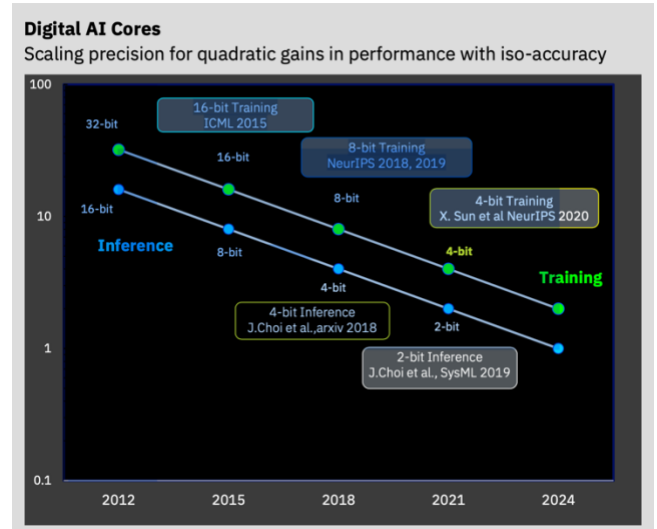 Digital AI Cores
Scaling precision for quadratic gains in performance with iso-accuracy
100
16-bit Training
ICML 2015
32-bit
8-bit Training
NeurIPS 2018, 2019
16-bit
8-bit
4-bit Training
X. Sun et al NeurIPS 2020
10
16-bit
Inference
8-bit
4-bit
Training
4-bit
4-bit Inference
J.Choi et al.,arxiv 2018
2-bit
1
2-bit Inference
J.Choi et al., SysML 2019
0.1
2012
2015
2018
2021
2024